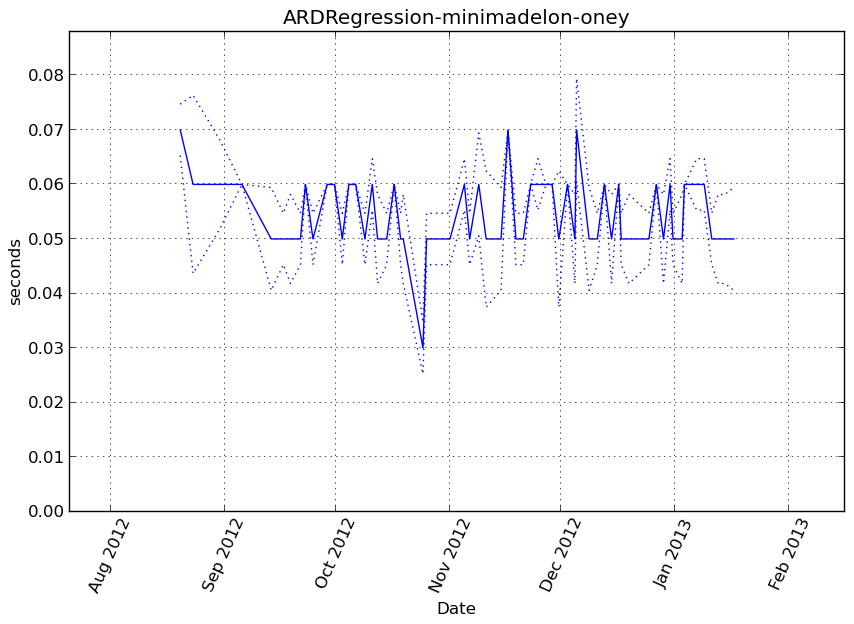 ARDRegression-minimadelon-oney
0.08
0.07
0.06
0.05
0.04
0.03
0.02
0.01
0.00
seconds
Aug 2012
Sep 2012
Oct 2012
Nov 2012
Dec 2012
Jan 2013
Feb 2013
Date